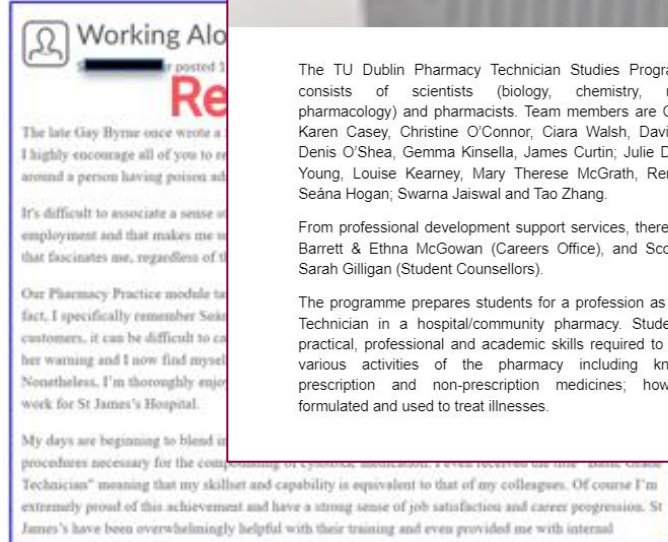 Working Alo
posted 1
Re
The late Gay Byrne once wrote a
I highly encourage all of you to re
around a person having poison ad
It's difficult to associate a sense of
employment and that makes me
that fascinates me, regardless of t
Our Pharmacy Practice module ta
fact, I specifically remember Seán
customers, it can be difficult to ca
her warning and I now find mysel
Nonetheless, I'm thoroughly enjoy
work for St James's Hospital.
My days are beginning to blend in
procedures necessary for the compounding of cytotoxic medication. I even received the title "Basic Grade
Technician" meaning that my skillset and capability is equivalent to that of my colleagues. Of course I'm
extremely proud of this achievement and have a strong sense of job satisfaction and career progression. St
James's have been overwhelmingly helpful with their training and even provided me with internal
The TU Dublin Pharmacy Technician Studies Progra
consists of scientists (biology, chemistry,
pharmacology) and pharmacists. Team members are
Karen Casey, Christine O'Connor, Ciara Walsh, Davi
Denis O'Shea, Gemma Kinsella, James Curtin; Julie D
Young, Louise Kearney, Mary Therese McGrath, Ren
Seána Hogan; Swarna Jaiswal and Tao Zhang.
From professional development support services, there
Barrett & Ethna McGowan (Careers Office), and Sco
Sarah Gilligan (Student Counsellors).
The programme prepares students for a profession as
Technician in a hospital/community pharmacy. Stude
practical, professional and academic skills required to
various activities of the pharmacy including kn
prescription and non-prescription medicines; how
formulated and used to treat illnesses.